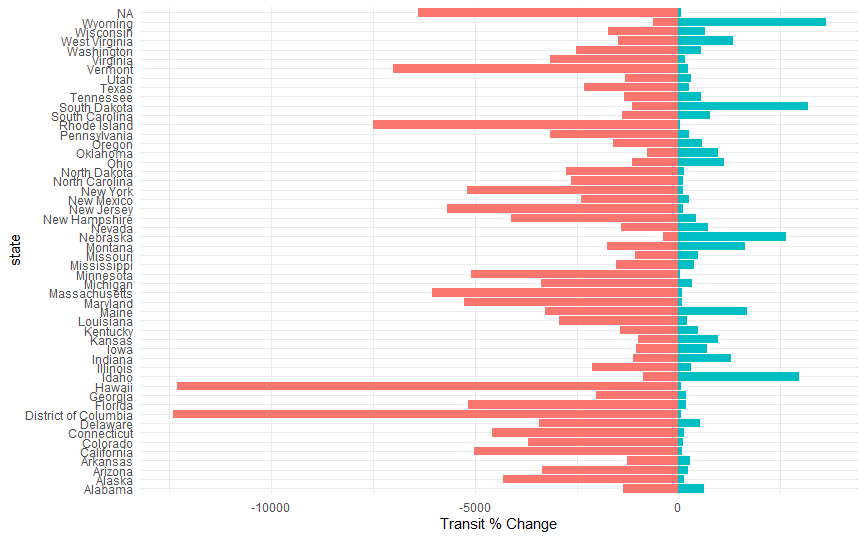 NA
Wyoming
Wisconsin
West Virginia
Washington
Virginia
Vermont
Utah
Texas
Tennessee
South Dakota
South Carolina
Rhode Island
Pennsylvania
Oregon
Oklahoma
Ohio
North Dakota
North Carolina
New York
New Mexico
New Jersey
New Hampshire
Nevada
Nebraska
Montana
Missouri
Mississippi
Minnesota
Michigan
Massachusetts
Maryland
Maine
Louisiana
Kentucky
Kansas
Iowa
Indiana
Illinois
Idaho
Hawaii
Georgia
Florida
District of Columbia
Delaware
Connecticut
Colorado
California
Arkansas
Arizona
Alaska
Alabama
state
-10000 -5000 0
Transit % Change